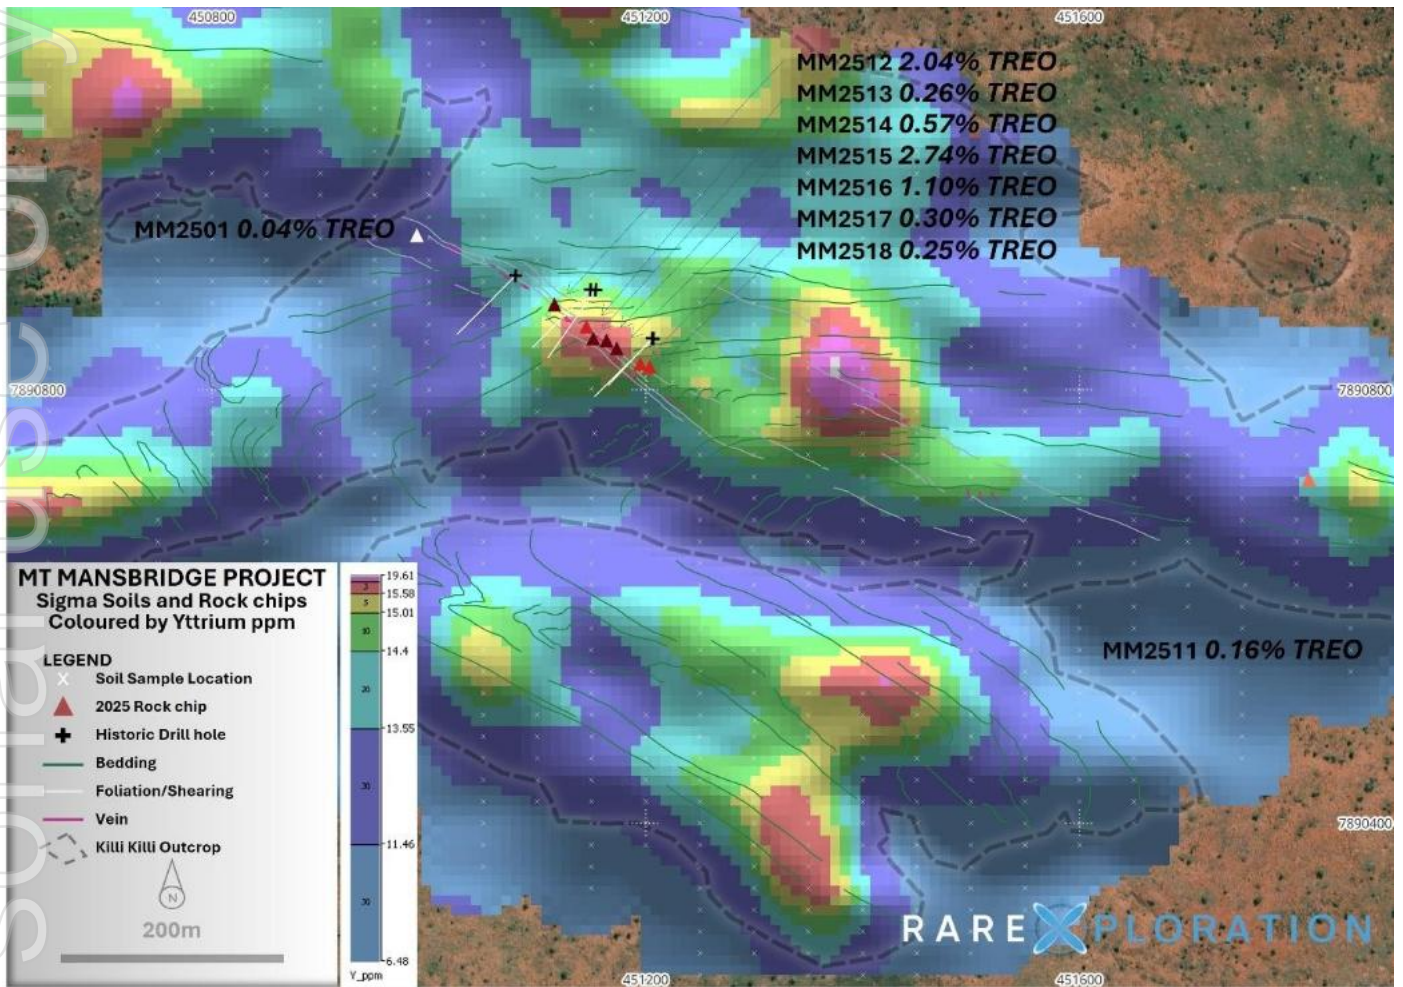 450800
451200
451600
MM2512 2.04% TREO
MM2513 0.26% TREO
MM2514 0.57% TREO
MM2515 2.74% TREO
MM2516 1.10% TREO
MM2517 0.30% TREO
MM2518 0.25% TREO
MM2501 0.04% TREO
7890800
7890800
MM2511 0.16% TREO
MT MANSBRIDGE PROJECT
Sigma Soils and Rock chips
Coloured by Yttrium ppm
LEGEND
Soil Sample Location
2025 Rock chip
Historic Drill hole
Bedding
Foliation/Shearing
Vein
Killi Killi Outcrop
N
200m
19.61
15.58
5
15.01
10
14.4
20
13.55
11.46
6.48
Y_ppm
7890400
RAREXPLORATION
451200
451600